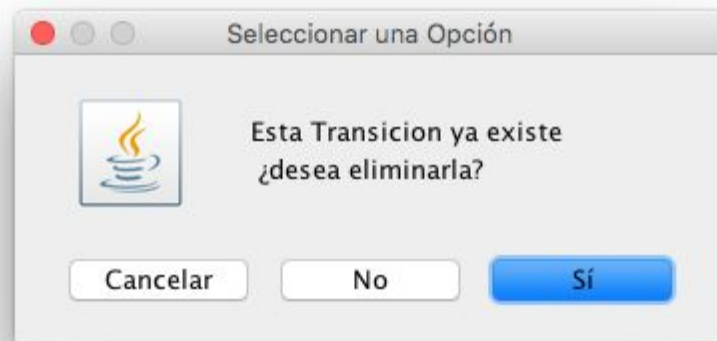 Seleccionar una Opción
Esta Transicion ya existe
¿desea eliminarla?
Cancelar No Sí